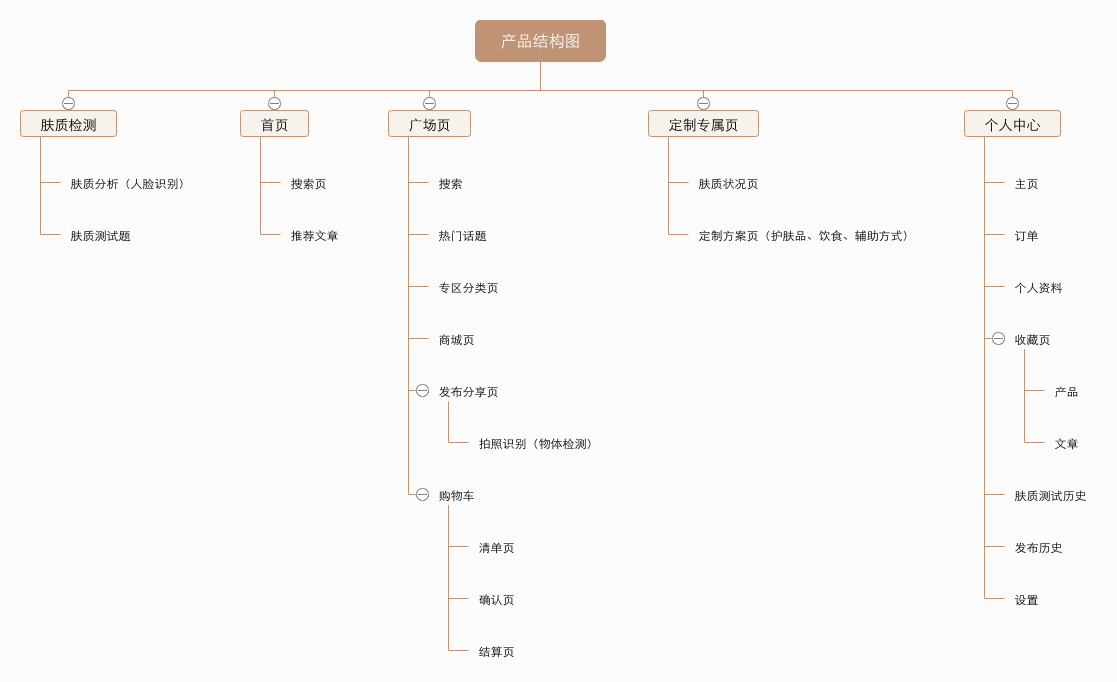 产品结构图
肤质检测
肤质分析（人脸识别）
肤质测试题
首页
搜索页
推荐文章
广场页
搜索
热门话题
专区分类页
商城页
发布分享页
拍照识别（物体检测）
购物车
清单页
确认页
结算页
定制专属页
肤质状况页
定制方案页（护肤品、饮食、辅助方式）
个人中心
主页
订单
个人资料
收藏页
产品
文章
肤质测试历史
发布历史
设置